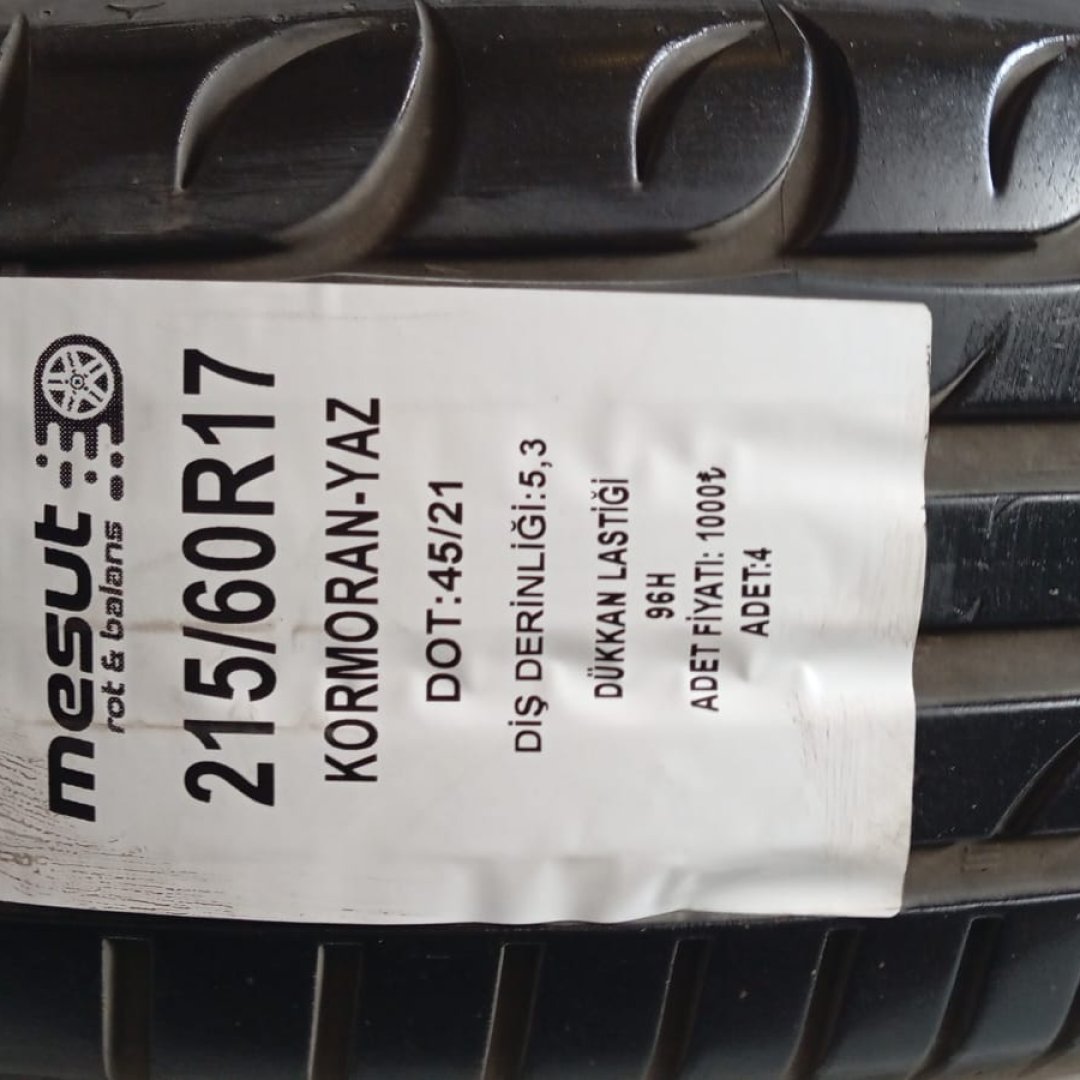 mesut
rot & balans
215/60R17
KORMORAN-YAZ
DOT:45/21
DİŞ DERİNLİĞİ:5,3
DÜKKAN LASTİĞİ
96H
ADET FİYATI: 1000₺
ADET:4